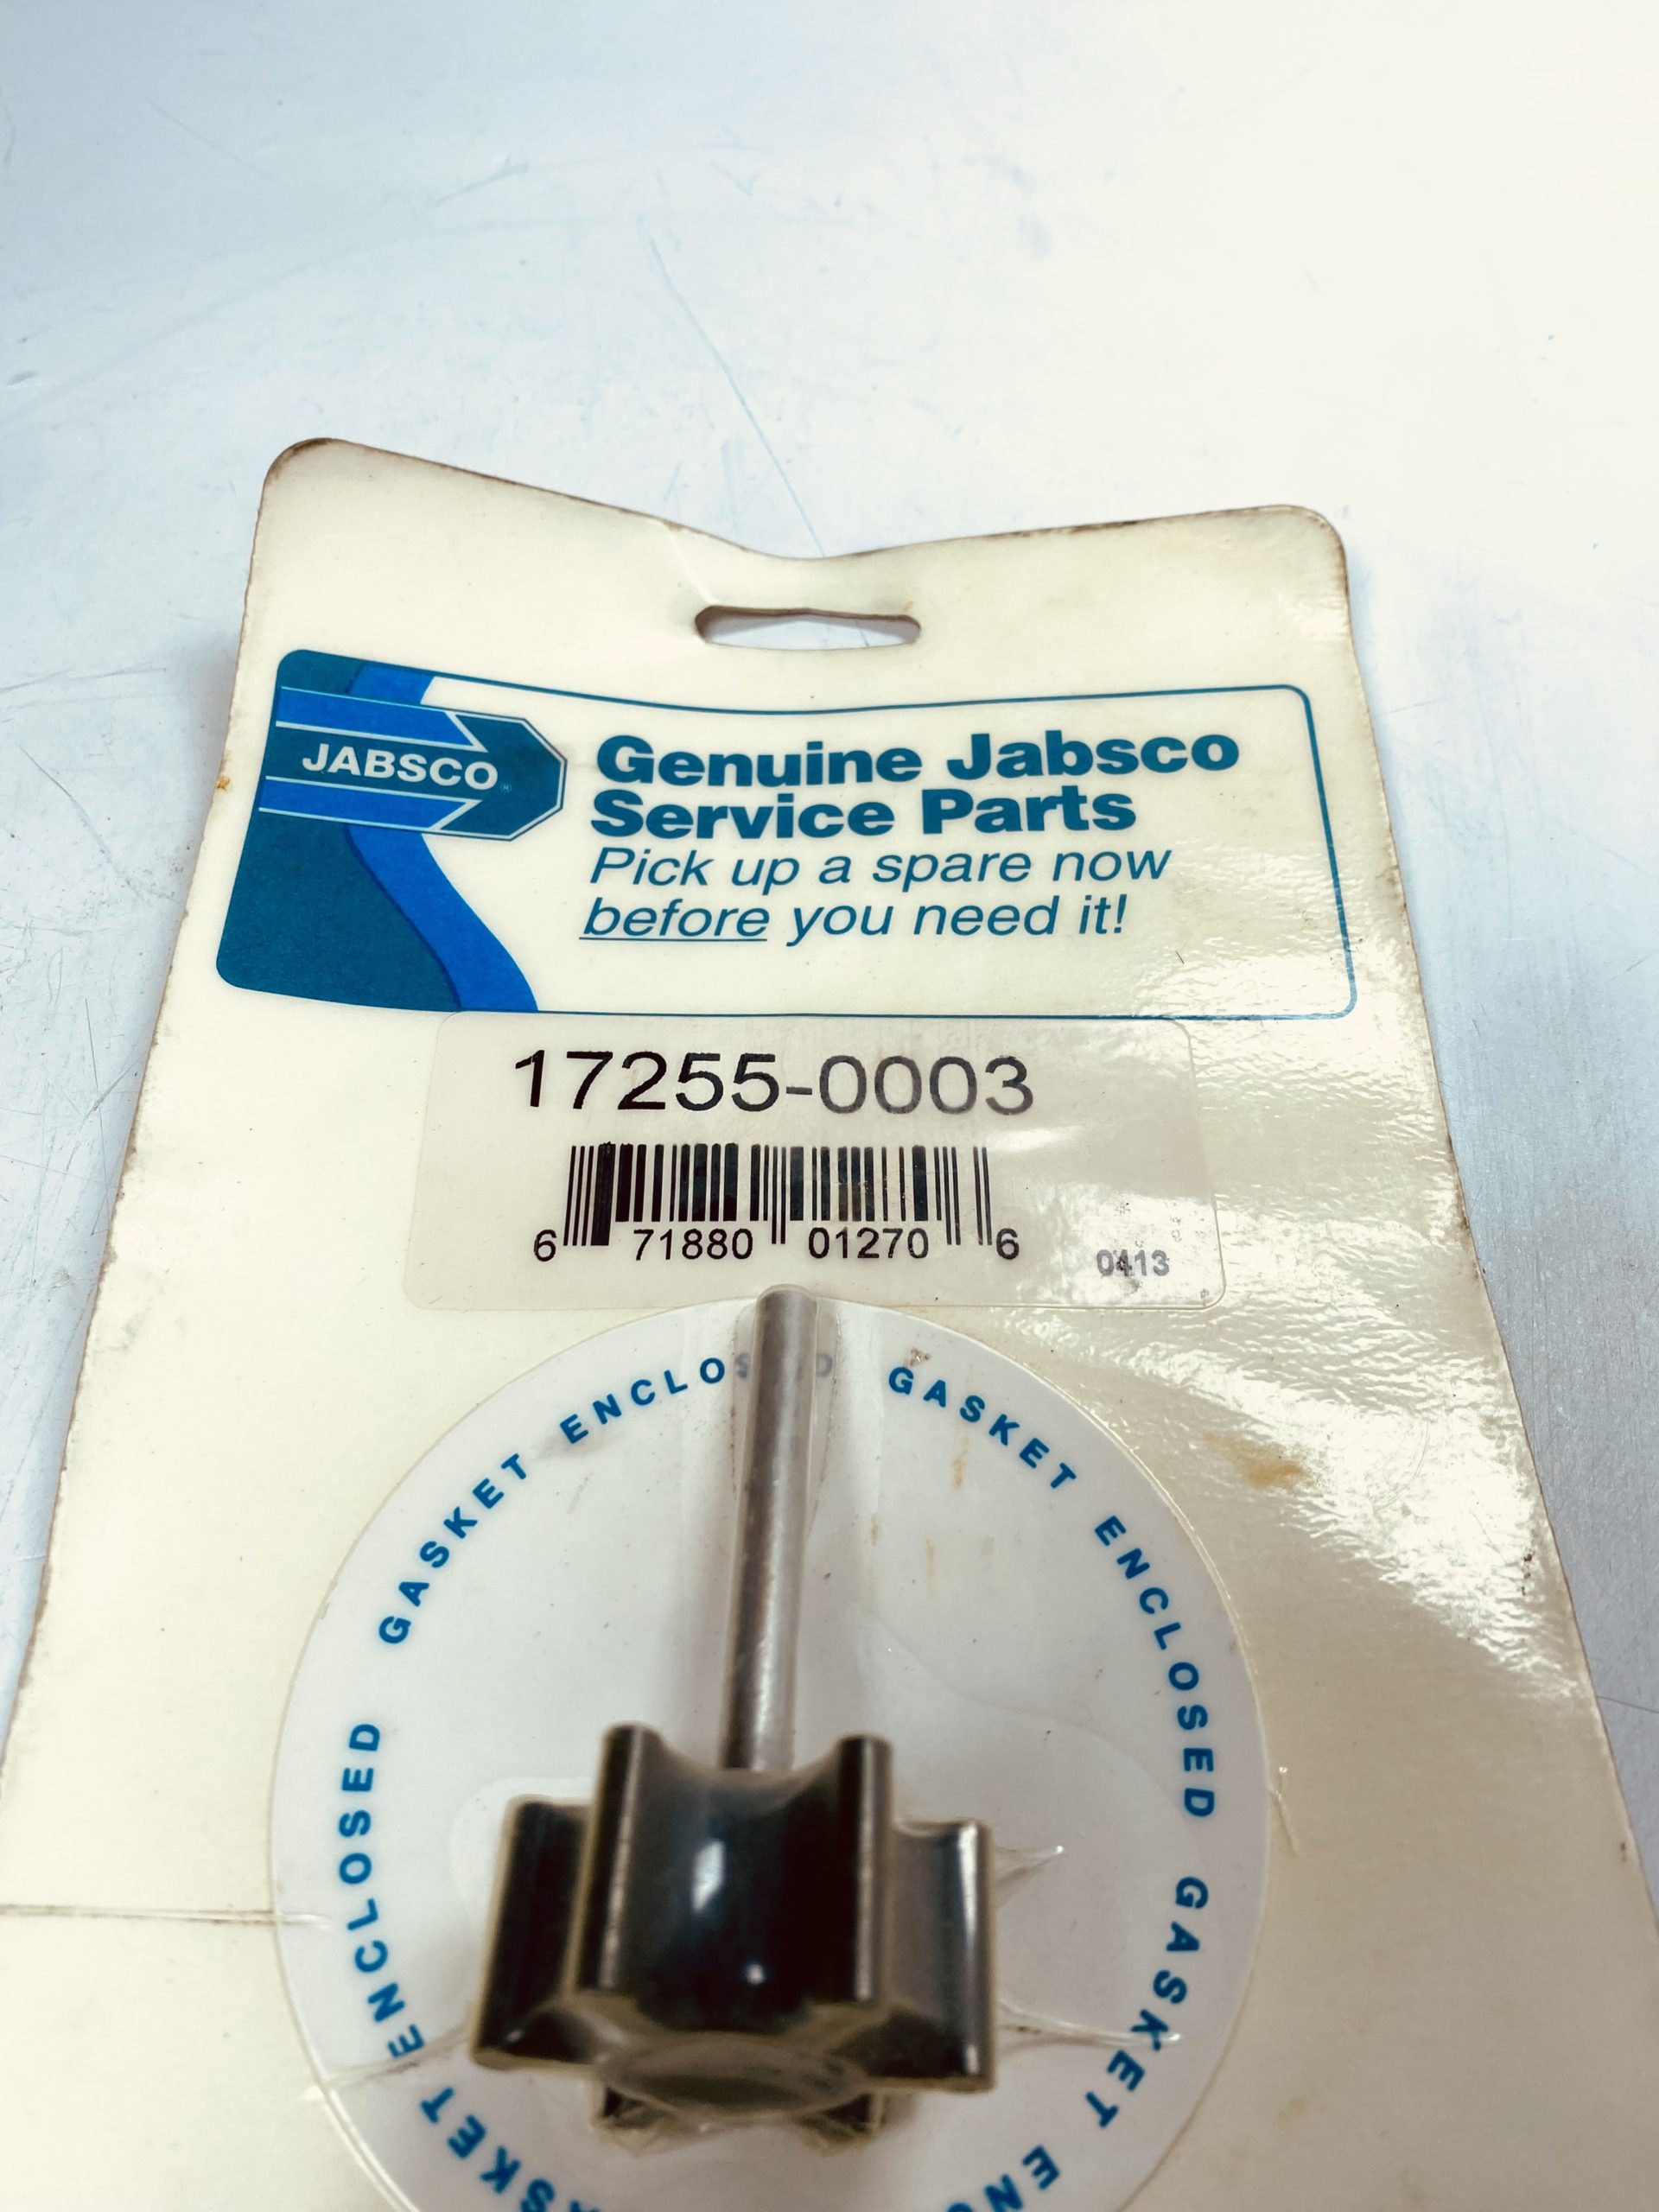 JABSCO
Genuine Jabsco
Service Parts
Pick up a spare now
before you need it!
17255-0003
6 71880 01270 6
0413
GASKET ENCLOSED GASKET ENCLOSED GASKET ENCLOSED GASKET